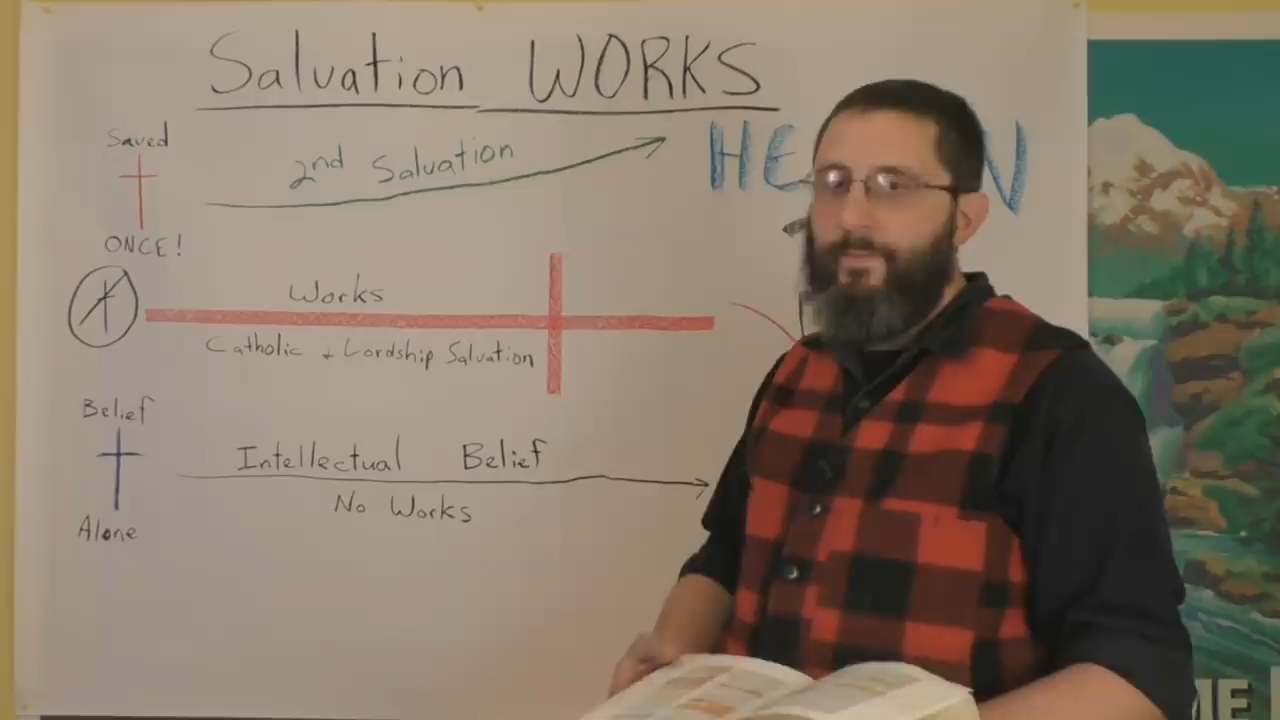 Salvation WORKS
Saved
2nd Salvation
ONCE!
Works
Catholic + Lordship Salvation
Belief
Intellectual Belief
No Works
Alone